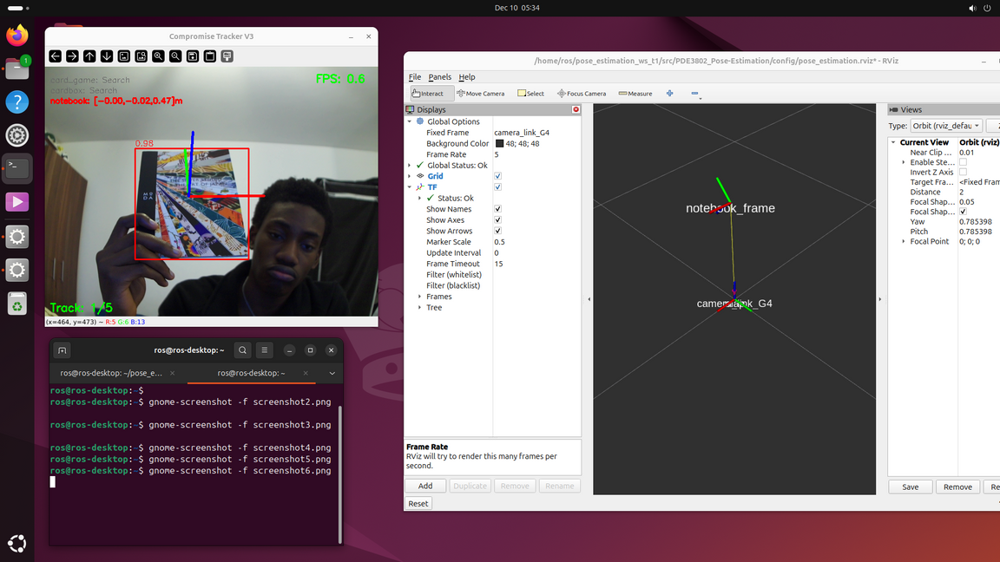 Dec 10 05:34
Compromise Tracker V3
card_game: Search
cardbox: Search
notebook: [-0.00,-0.02,0.47]m
FPS: 0.6
0.98
Track: 1/5
(x=464, y=473) ~ R:5 G:6 B:13
ros@ros-desktop: ~
ros@ros-desktop: ~/pose_e...
ros@ros-desktop: ~
ros@ros-desktop:~$
ros@ros-desktop:~$ gnome-screenshot -f screenshot2.png
ros@ros-desktop:~$ gnome-screenshot -f screenshot3.png
ros@ros-desktop:~$ gnome-screenshot -f screenshot4.png
ros@ros-desktop:~$ gnome-screenshot -f screenshot5.png
ros@ros-desktop:~$ gnome-screenshot -f screenshot6.png
/home/ros/pose_estimation_ws_t1/src/PDE3802_Pose-Estimation/config/pose_estimation.rviz* - RViz
File Panels Help
Interact Move Camera Select Focus Camera Measure
Displays
Global Options
Fixed Frame camera_link_G4
Background Color 48; 48; 48
Frame Rate 5
Global Status: Ok
Grid
TF
Status: Ok
Show Names
Show Axes
Show Arrows
Marker Scale 0.5
Update Interval 0
Frame Timeout 15
Filter (whitelist)
Filter (blacklist)
Frames
Tree
Frame Rate
RViz will try to render this many frames per
second.
Add Duplicate Remove Rename
Reset
notebook_frame
Views
Type: Orbit (rviz_defau Z
Current View Orbit (rviz)
Near Clip ... 0.01
Enable Ste...
Invert Z Axis
Target Fra... <Fixed Fram
Distance 2
Focal Shap... 0.05
Focal Shap...
Yaw 0.785398
Pitch 0.785398
Focal Point 0; 0; 0
Save Remove Re